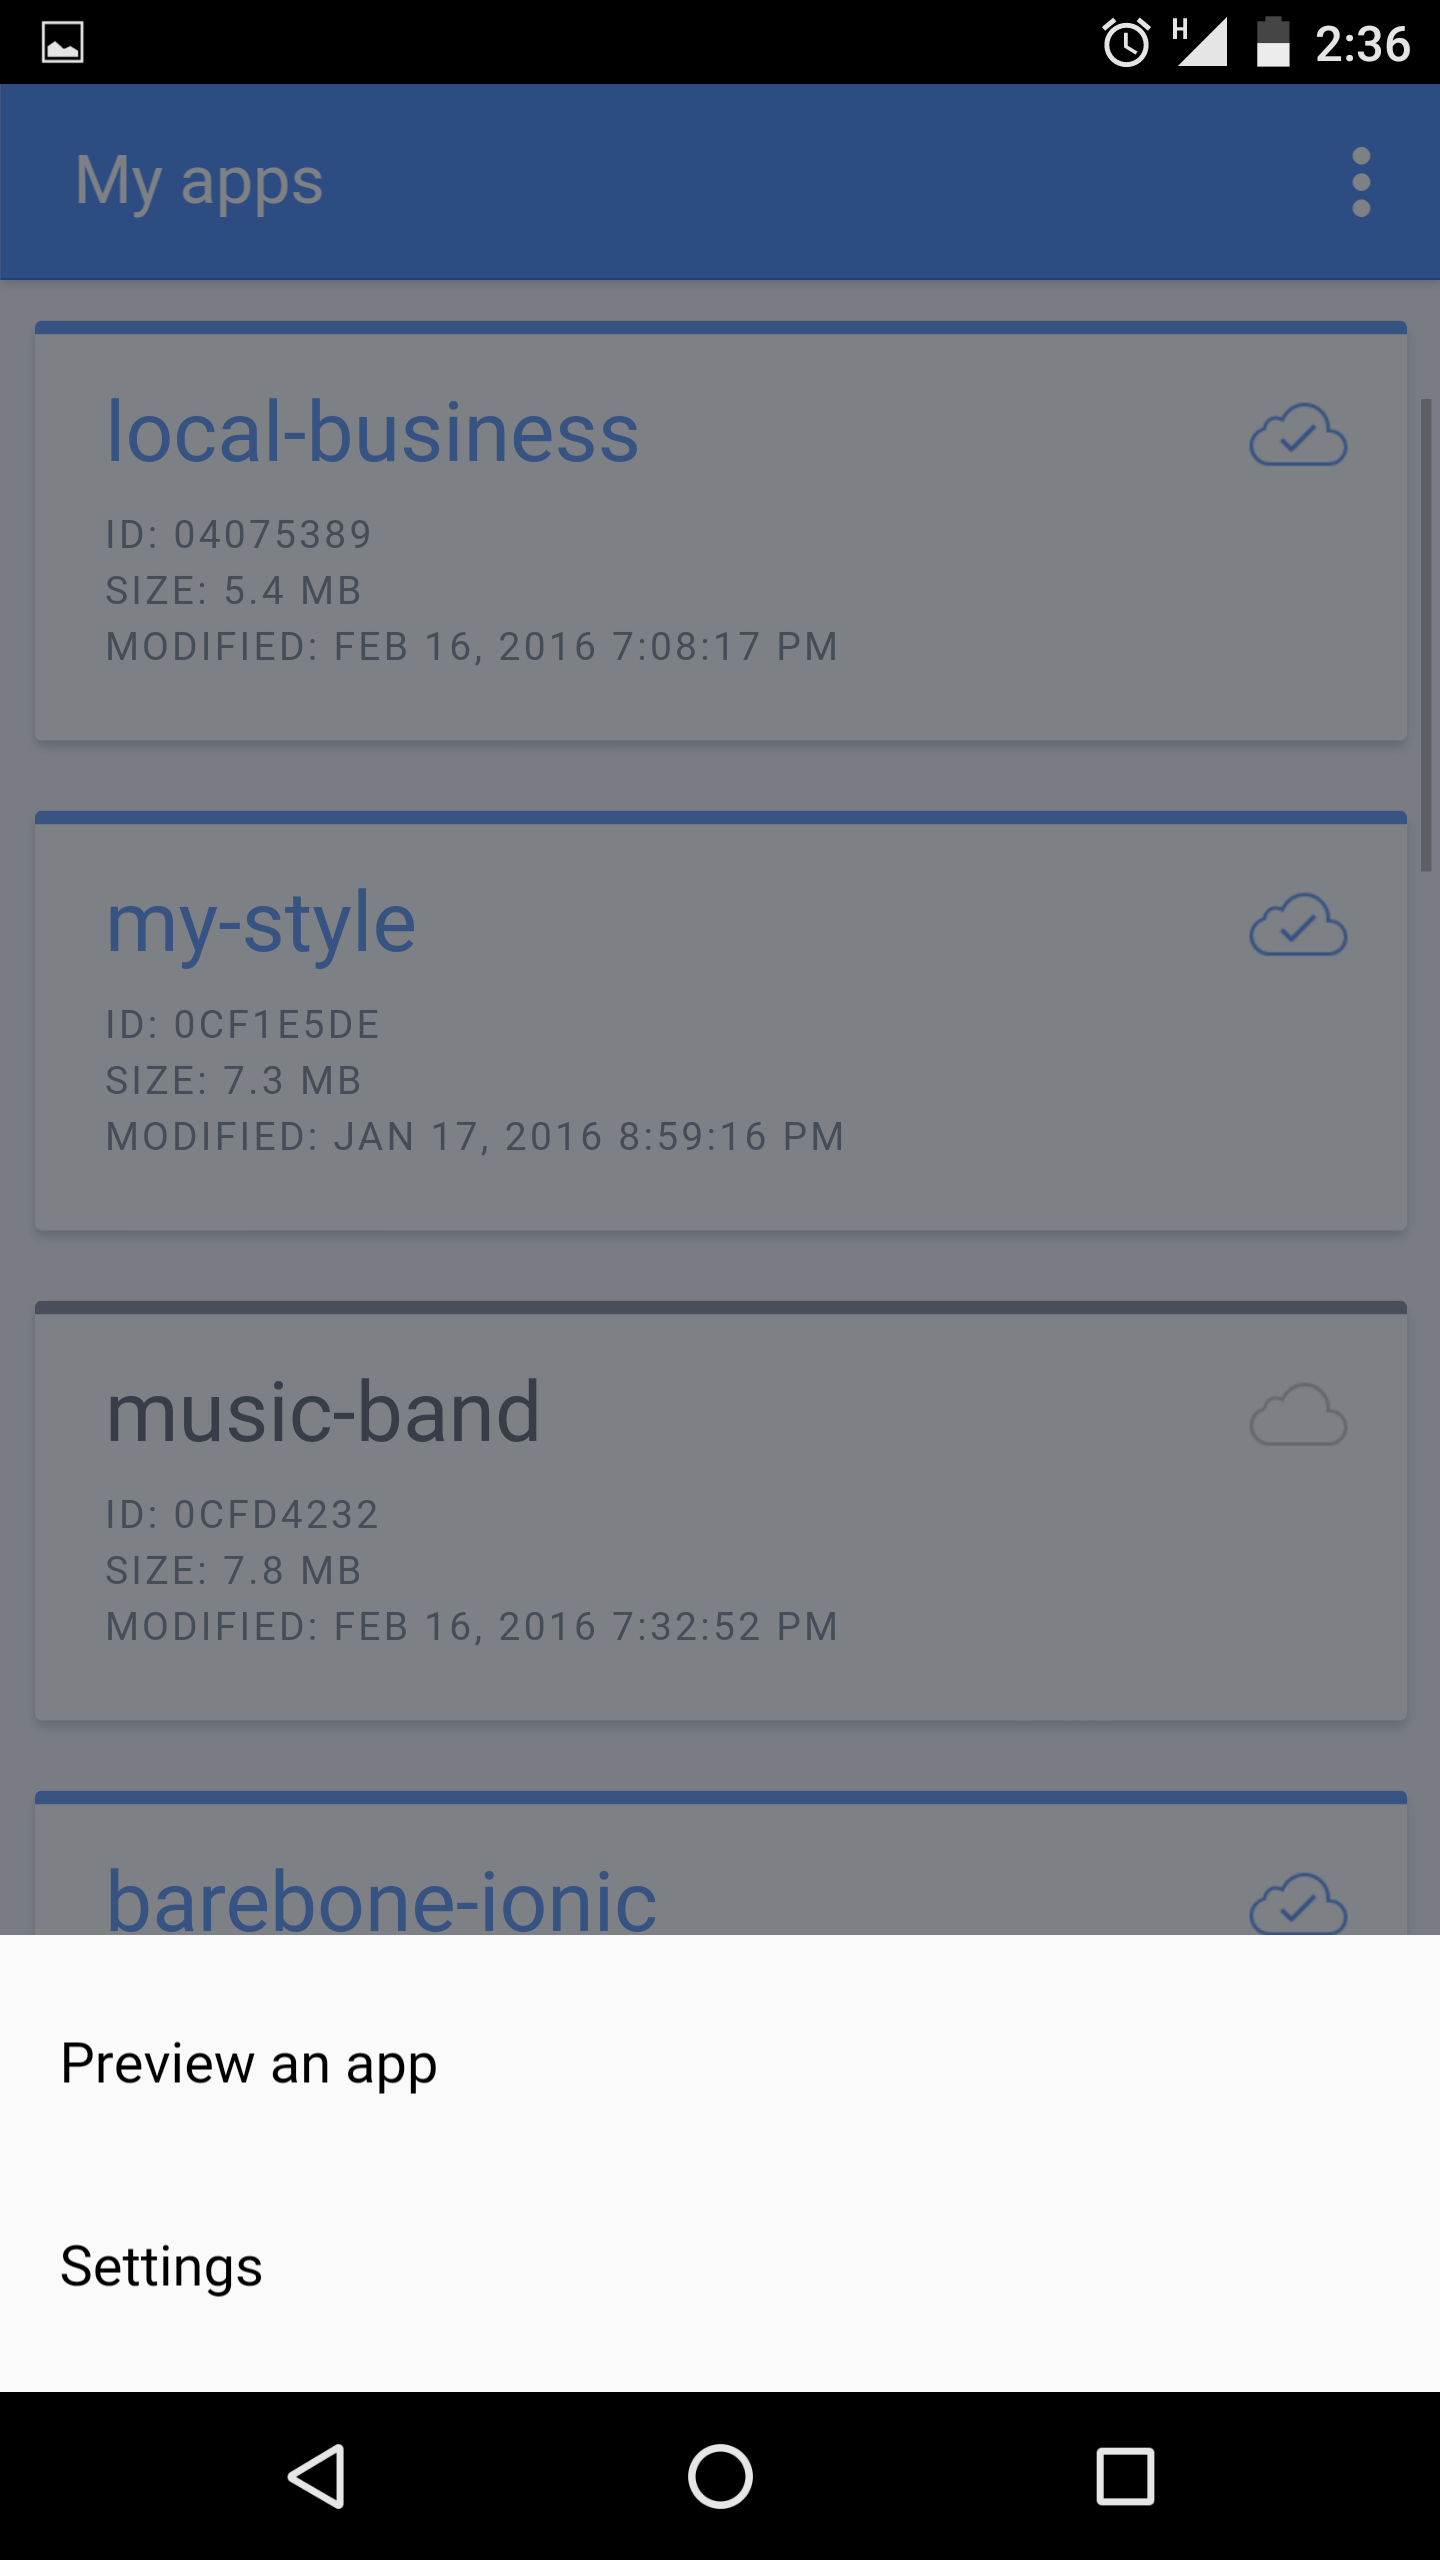 H 2:36
My apps
local-business
ID: 04075389
SIZE: 5.4 MB
MODIFIED: FEB 16, 2016 7:08:17 PM
my-style
ID: 0CF1E5DE
SIZE: 7.3 MB
MODIFIED: JAN 17, 2016 8:59:16 PM
music-band
ID: 0CFD4232
SIZE: 7.8 MB
MODIFIED: FEB 16, 2016 7:32:52 PM
barebone-ionic
Preview an app
Settings